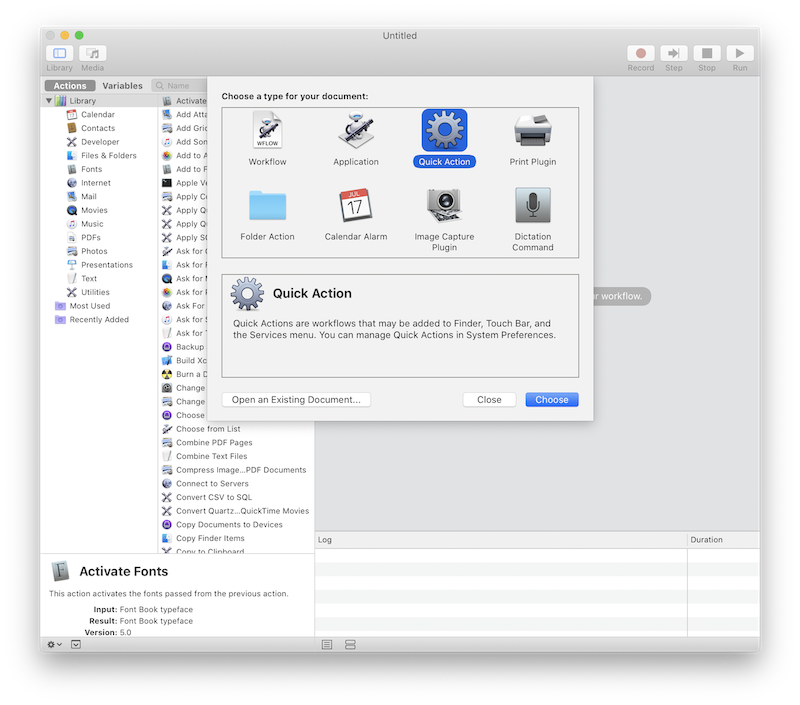 Untitled
Library
Media
Record
Step
Stop
Run
Actions
Variables
Name
Library
Calendar
Contacts
Developer
Files & Folders
Fonts
Internet
Mail
Movies
Music
PDFs
Photos
Presentations
Text
Utilities
Most Used
Recently Added
Activate
Add Atta
Add Grid
Add Son
Add to A
Add to F
Apply Ve
Apply Co
Apply Qu
Apply Qu
Apply SQ
Ask for C
Ask for F
Ask for M
Ask for P
Ask For
Ask for S
Ask for T
Backup
Build Xc
Burn a D
Change
Change
Choose
Choose from List
Combine PDF Pages
Combine Text Files
Compress Image...PDF Documents
Connect to Servers
Convert CSV to SQL
Convert Quartz...QuickTime Movies
Copy Documents to Devices
Copy Finder Items
Copy to Clipboard
Choose a type for your document:
WFLOW
Workflow
Application
Quick Action
Print Plugin
Folder Action
JUL
17
Calendar Alarm
Image Capture
Plugin
Dictation
Command
Quick Action
Quick Actions are workflows that may be added to Finder, Touch Bar, and
the Services menu. You can manage Quick Actions in System Preferences.
Open an Existing Document...
Close
Choose
ur workflow.
Log
Duration
Activate Fonts
This action activates the fonts passed from the previous action.
Input: Font Book typeface
Result: Font Book typeface
Version: 5.0